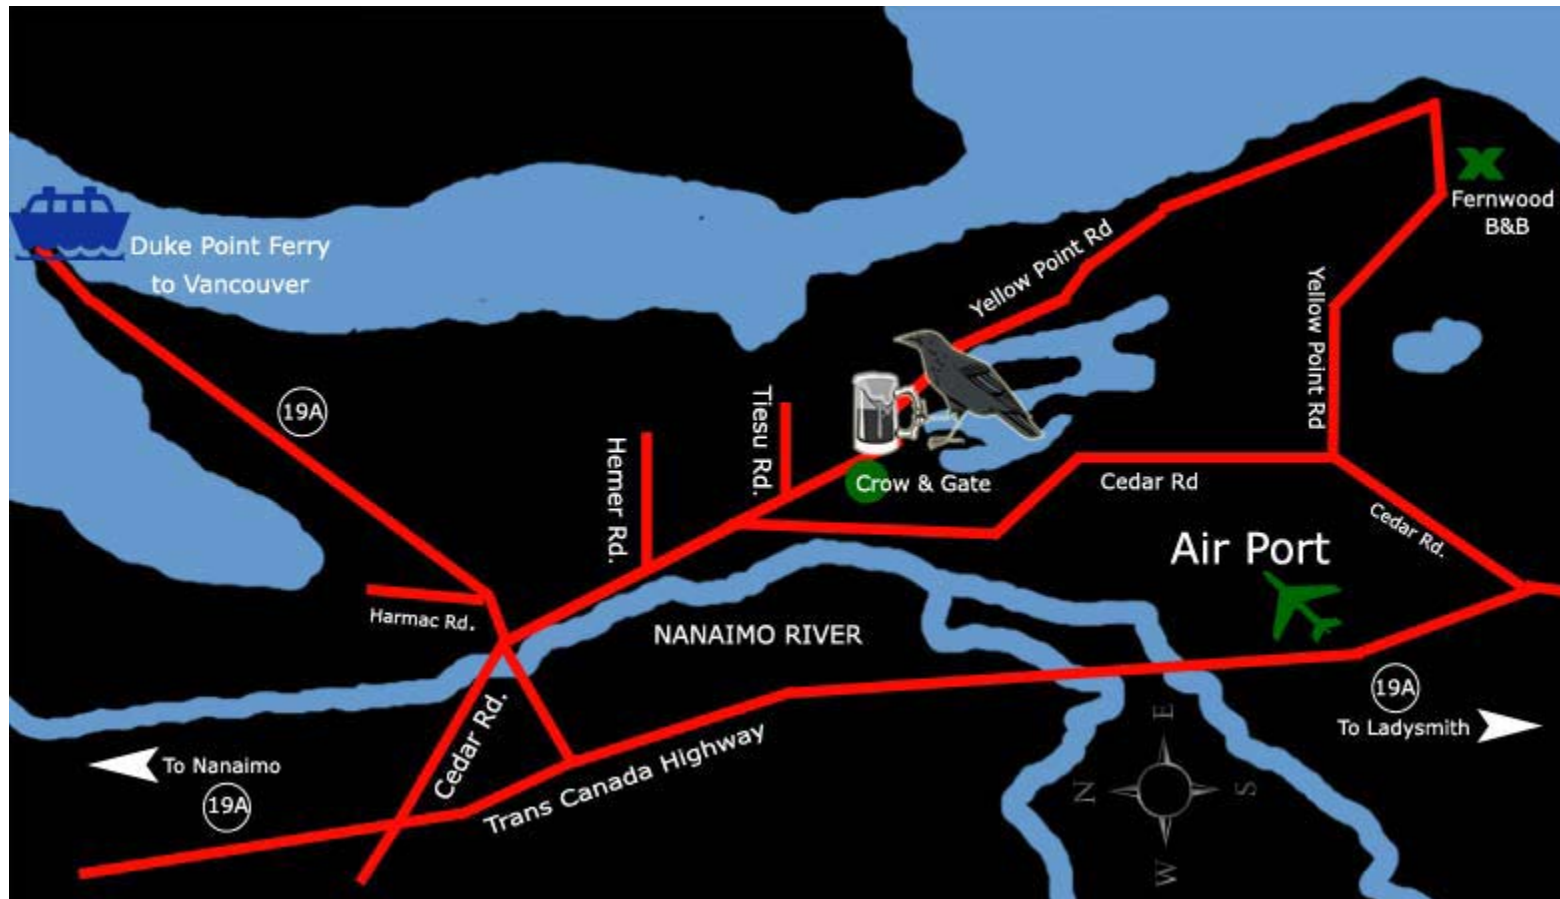 Duke Point Ferry
to Vancouver
Fernwood
B&B
Yellow Point Rd
Yellow Point Rd
19A
Tiesu Rd.
Hemer Rd.
Crow & Gate
Cedar Rd
Cedar Rd.
Air Port
Harmac Rd.
NANAIMO RIVER
19A
To Ladysmith
Cedar Rd.
Trans Canada Highway
To Nanaimo
19A
E
N
S
W